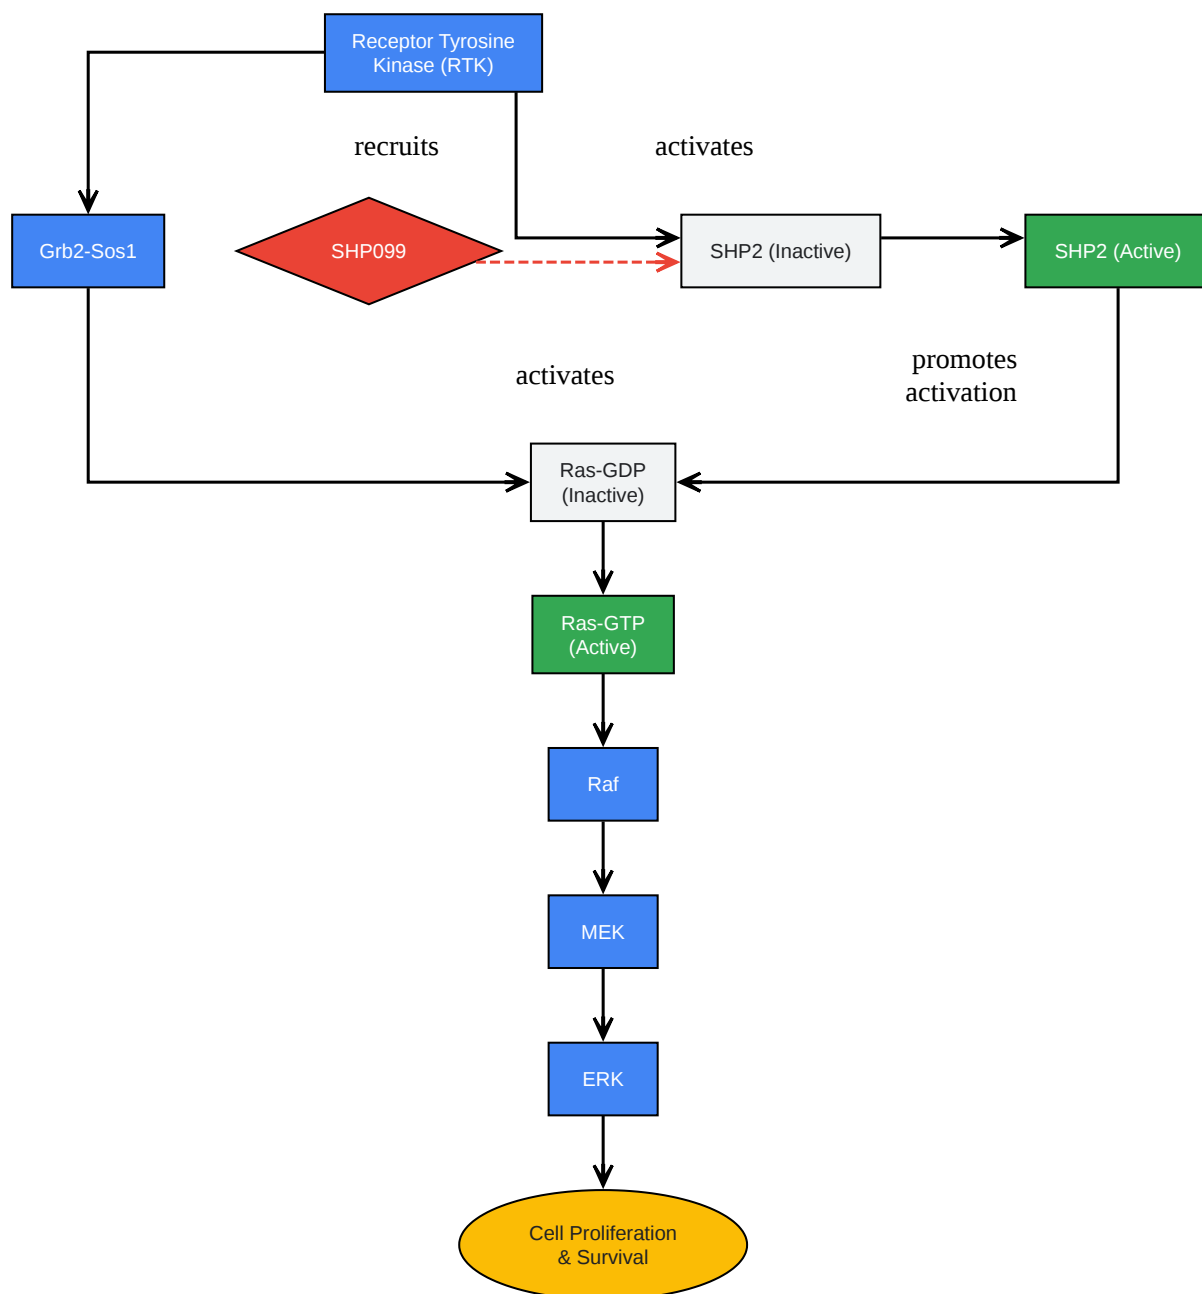 Receptor Tyrosine
Kinase (RTK)
recruits
activates
Grb2-Sos1
SHP099
SHP2 (Inactive)
SHP2 (Active)
activates
promotes
activation
Ras-GDP
(Inactive)
Ras-GTP
(Active)
Raf
MEK
ERK
Cell Proliferation
& Survival